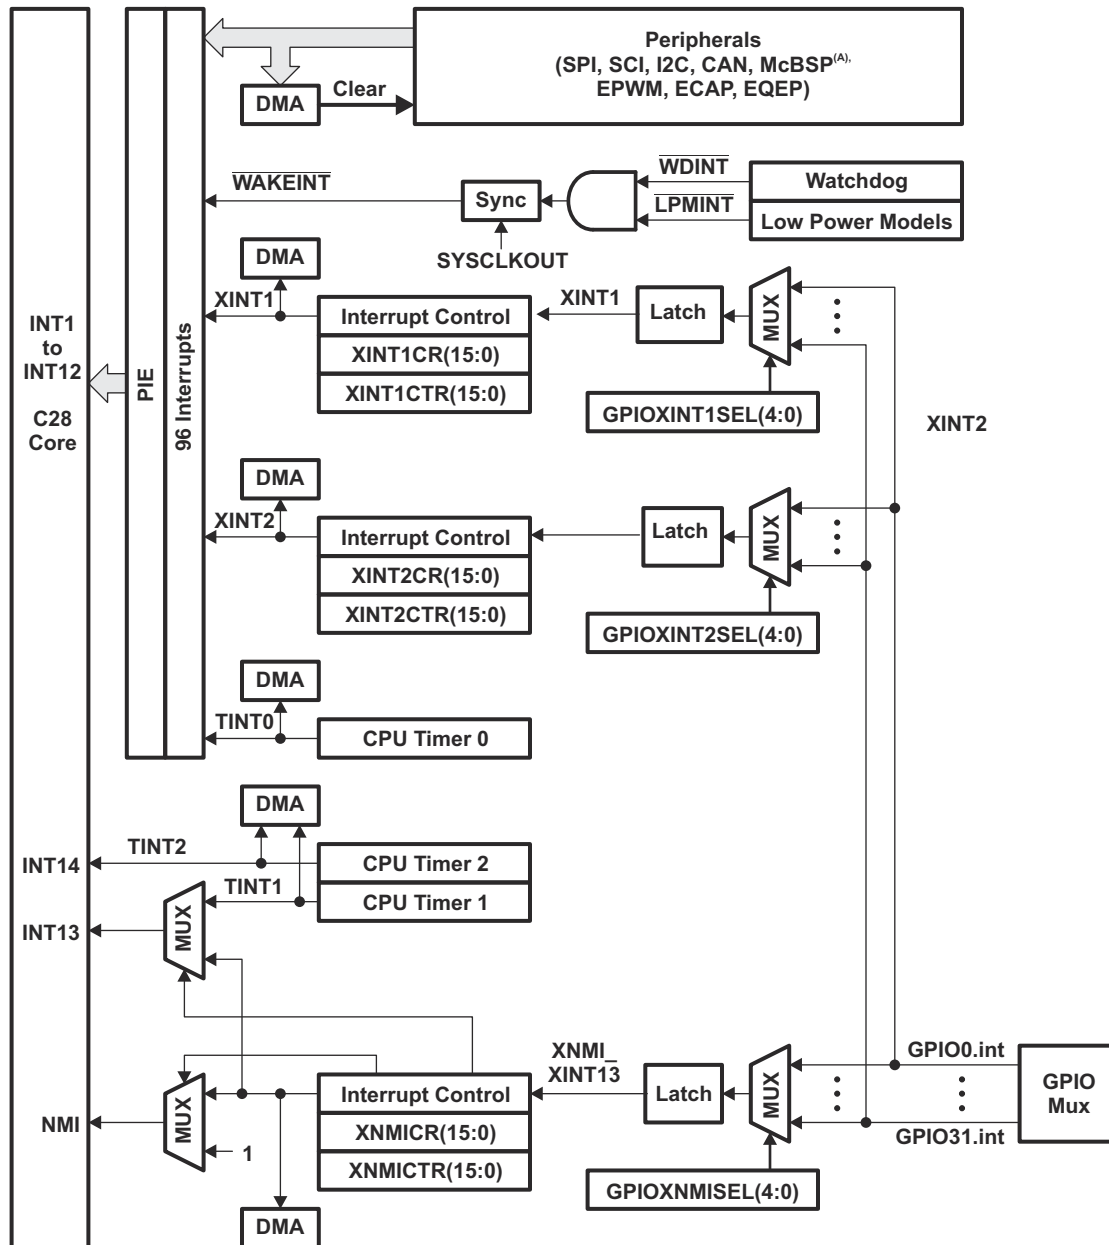 Peripherals
(SPI, SCI, I2C, CAN, McBSP(A),
EPWM, ECAP, EQEP)
DMA
Clear
WAKEINT
Sync
SYSCLKOUT
WDINT
LPMINT
Watchdog
Low Power Models
DMA
XINT1
Interrupt Control
XINT1CR(15:0)
XINT1CTR(15:0)
XINT1
Latch
MUX
GPIOXINT1SEL(4:0)
INT1
to
INT12
C28
Core
PIE
96 Interrupts
XINT2
DMA
XINT2
Interrupt Control
XINT2CR(15:0)
XINT2CTR(15:0)
Latch
MUX
GPIOXINT2SEL(4:0)
DMA
TINT0
CPU Timer 0
DMA
INT14
TINT2
CPU Timer 2
TINT1
CPU Timer 1
INT13
MUX
NMI
MUX
1
Interrupt Control
XNMICR(15:0)
XNMICTR(15:0)
DMA
XNMI_
XINT13
Latch
MUX
GPIOXNMISEL(4:0)
GPIO0.int
GPIO31.int
GPIO
Mux